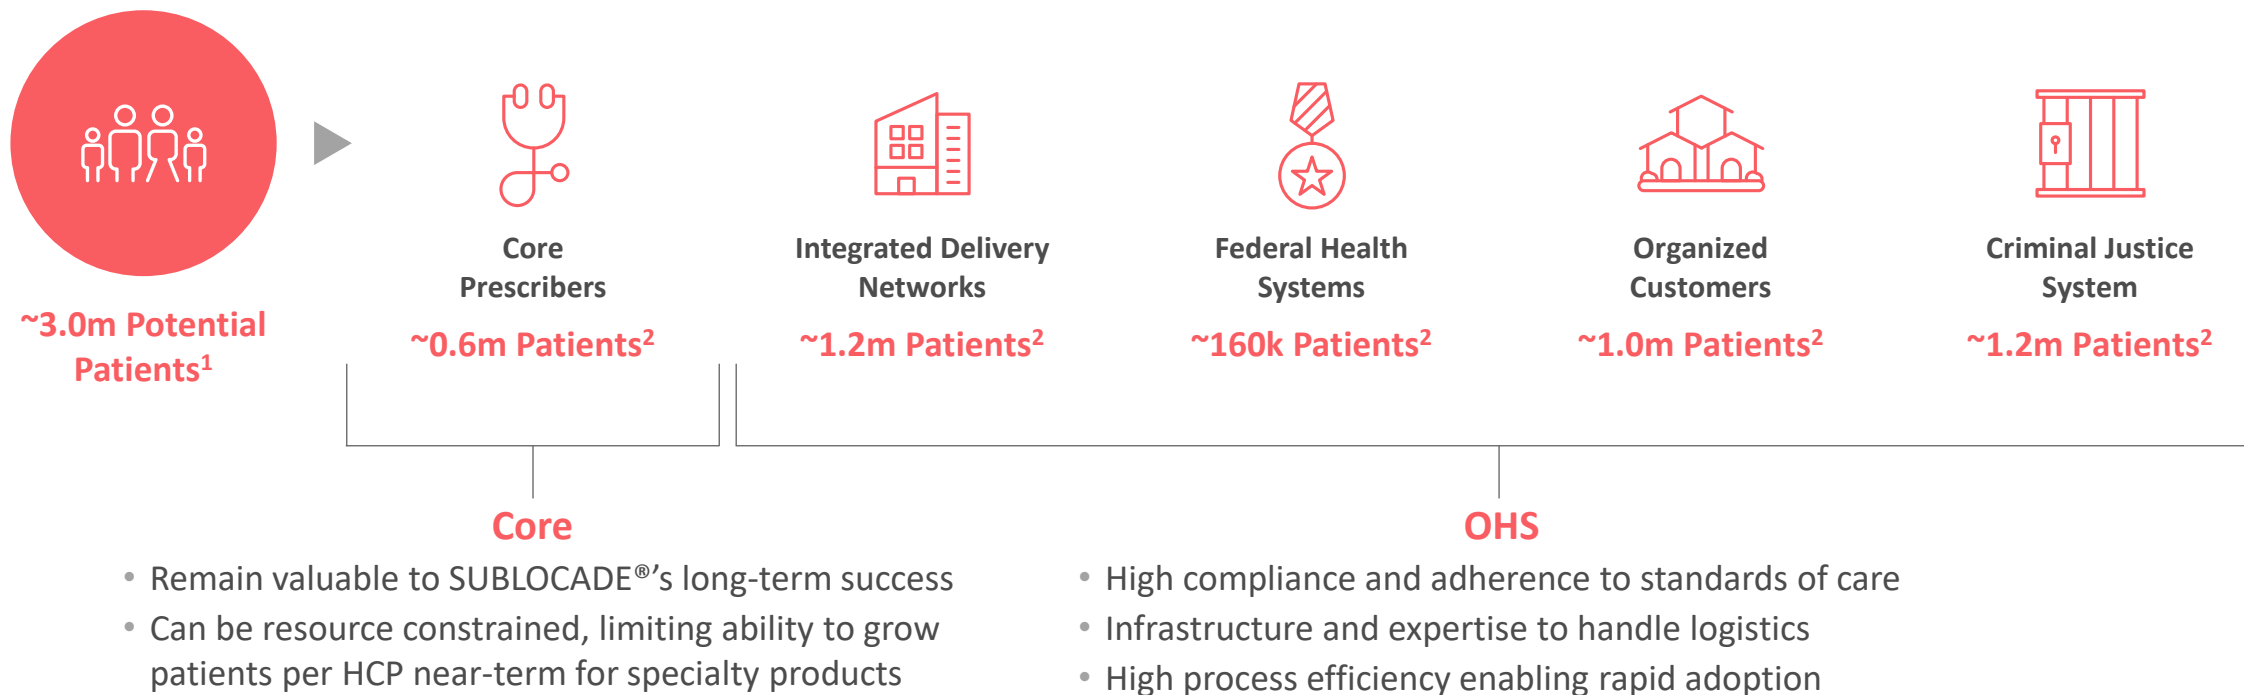 ~3.0m Potential
Patients1
Core
Prescribers
~0.6m Patients2
Integrated Delivery
Networks
~1.2m Patients2
Federal Health
Systems
~160k Patients2
Organized
Customers
~1.0m Patients2
Criminal Justice
System
~1.2m Patients2
Core
• Remain valuable to SUBLOCADE®’s long-term success
• Can be resource constrained, limiting ability to grow
patients per HCP near-term for specialty products
OHS
• High compliance and adherence to standards of care
• Infrastructure and expertise to handle logistics
• High process efficiency enabling rapid adoption